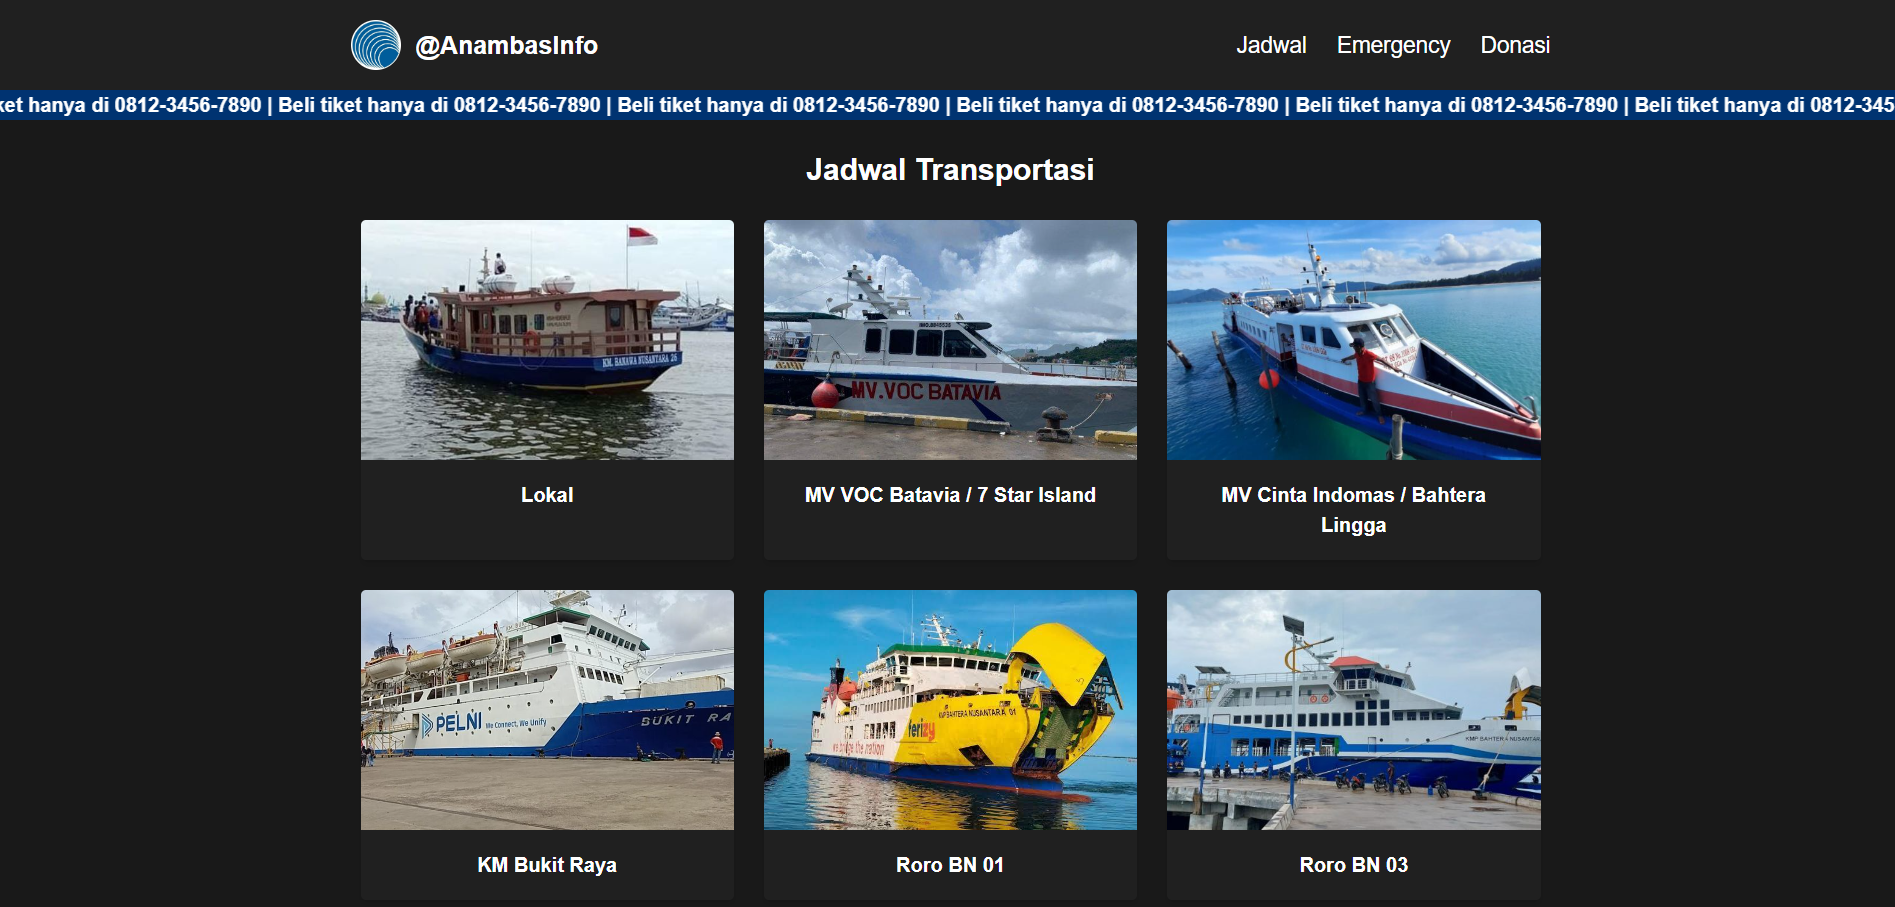 @AnambasInfo
Jadwal Emergency Donasi
ket hanya di 0812-3456-7890 | Beli tiket hanya di 0812-3456-7890 | Beli tiket hanya di 0812-3456-7890 | Beli tiket hanya di 0812-3456-7890 | Beli tiket hanya di 0812-3456-7890 | Beli tiket hanya di 0812-345
Jadwal Transportasi
KM. BANAWA NUSANTARA 26
MV.VOC BATAVIA
Lokal
MV VOC Batavia / 7 Star Island
MV Cinta Indomas / Bahtera
Lingga
PELNI We Connect, We Unify
BUKIT RA
KMP BAHTERA NUSANTARA 01
ferizy
we bridge the nation
KMP BAHTERA NUSANTAR
KM Bukit Raya
Roro BN 01
Roro BN 03